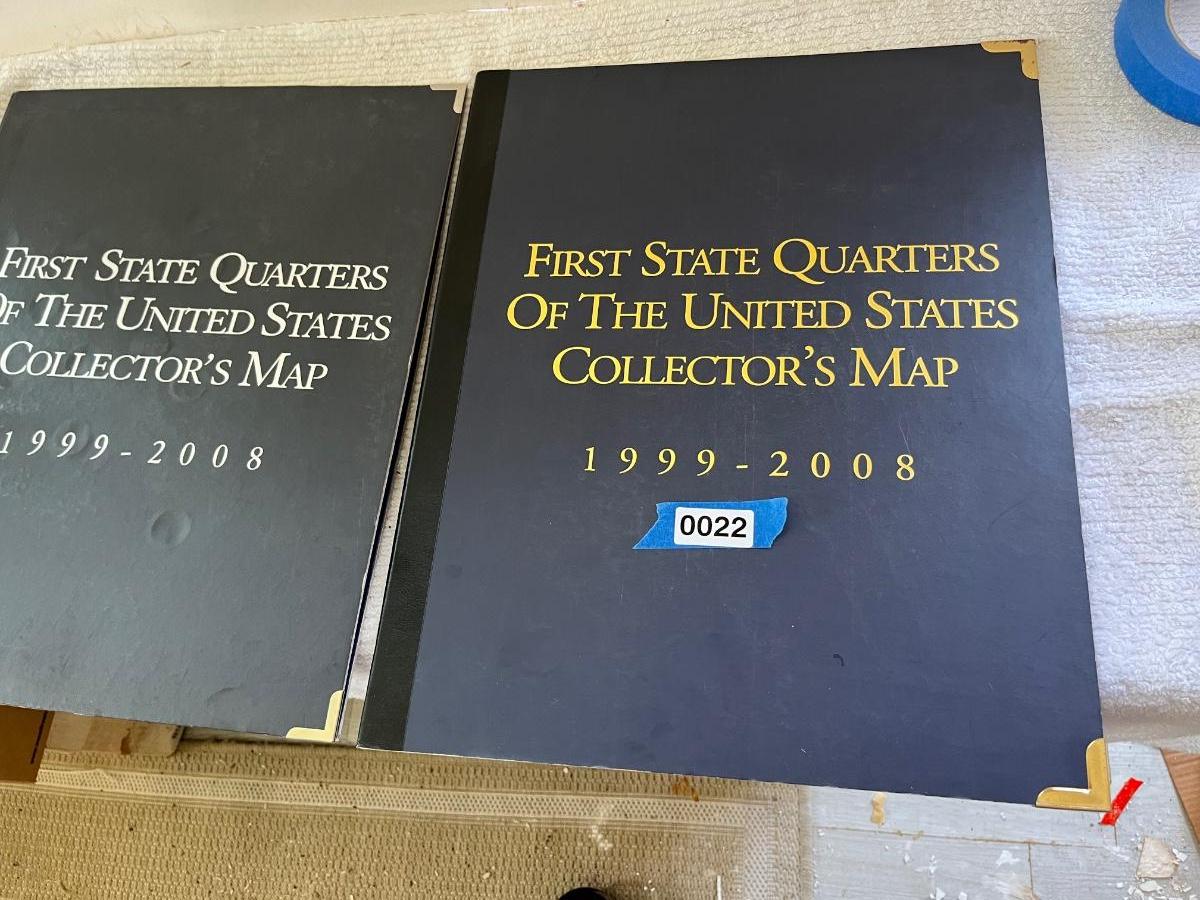 First State Quarters
Of The United States
Collector's Map
1999-2008
First State Quarters
Of The United States
Collector's Map
1999-2008
0022